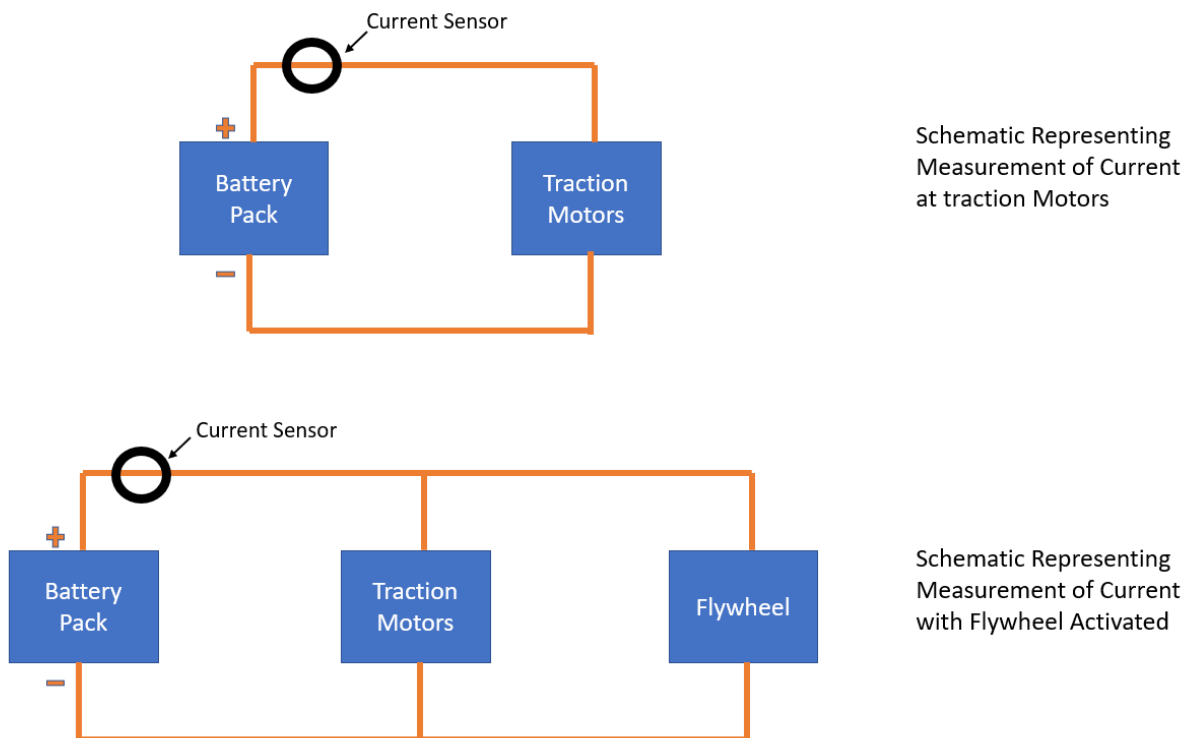 Current Sensor
+
Battery
Pack
−
Traction
Motors
Schematic Representing
Measurement of Current
at traction Motors
Current Sensor
+
Battery
Pack
−
Traction
Motors
Flywheel
Schematic Representing
Measurement of Current
with Flywheel Activated